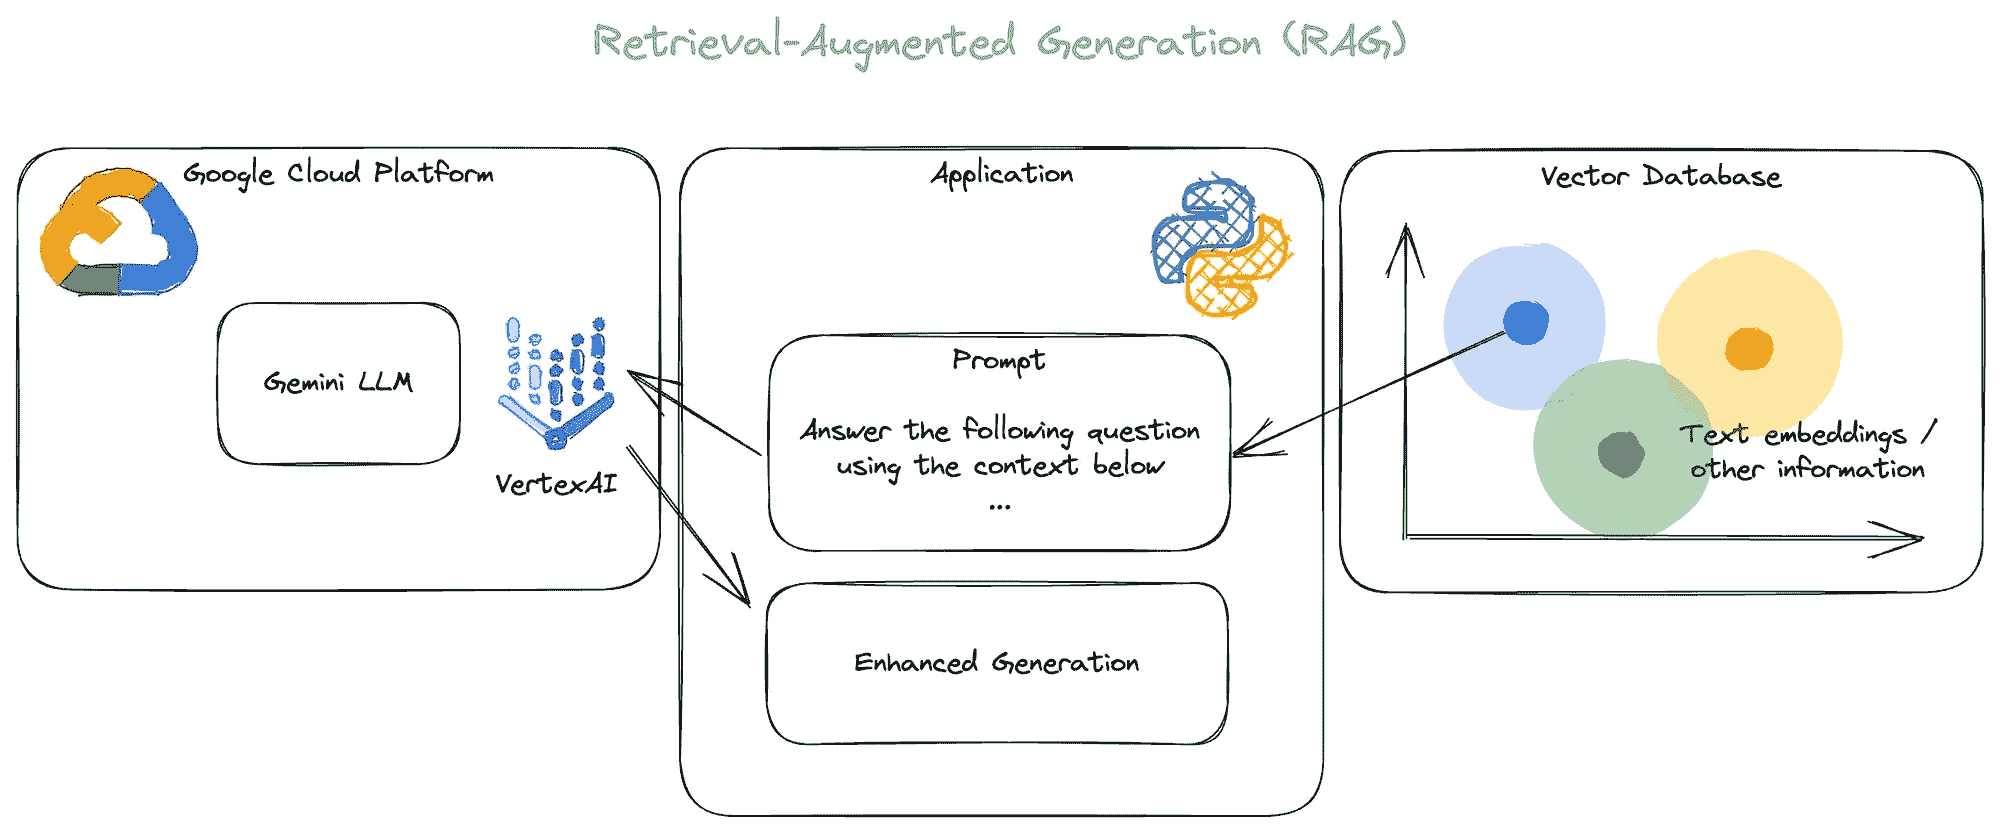 Retrieval-Augmented Generation (RAG)
Google Cloud Platform
Gemini LLM
VertexAI
Application
Prompt
Answer the following question
using the context below
...
Enhanced Generation
Vector Database
Text embeddings /
other information